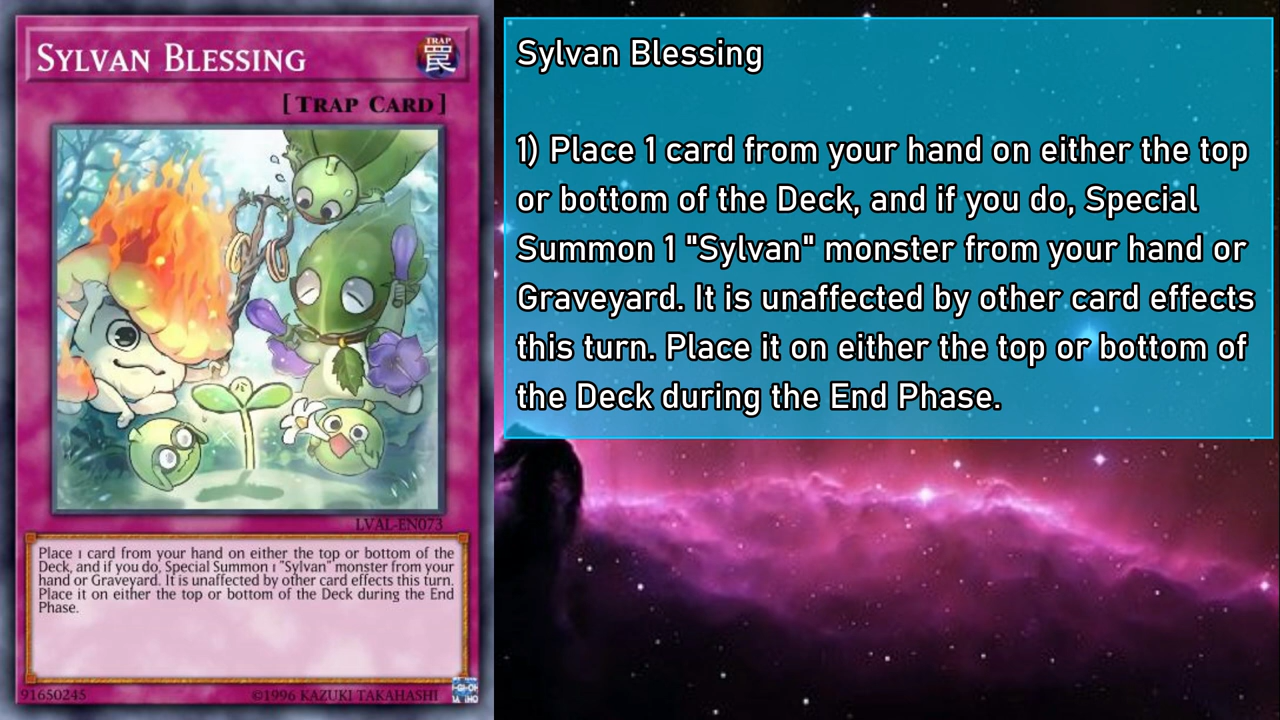 SYLVAN BLESSING
TRAP
罠
[TRAP CARD]
LVAL-EN073
Place 1 card from your hand on either the top or bottom of the
Deck, and if you do, Special Summon 1 "Sylvan" monster from your
hand or Graveyard. It is unaffected by other card effects this turn.
Place it on either the top or bottom of the Deck during the End
Phase.
91650245
©1996 KAZUKI TAKAHASHI
Sylvan Blessing
1) Place 1 card from your hand on either the top
or bottom of the Deck, and if you do, Special
Summon 1 "Sylvan" monster from your hand or
Graveyard. It is unaffected by other card effects
this turn. Place it on either the top or bottom of
the Deck during the End Phase.